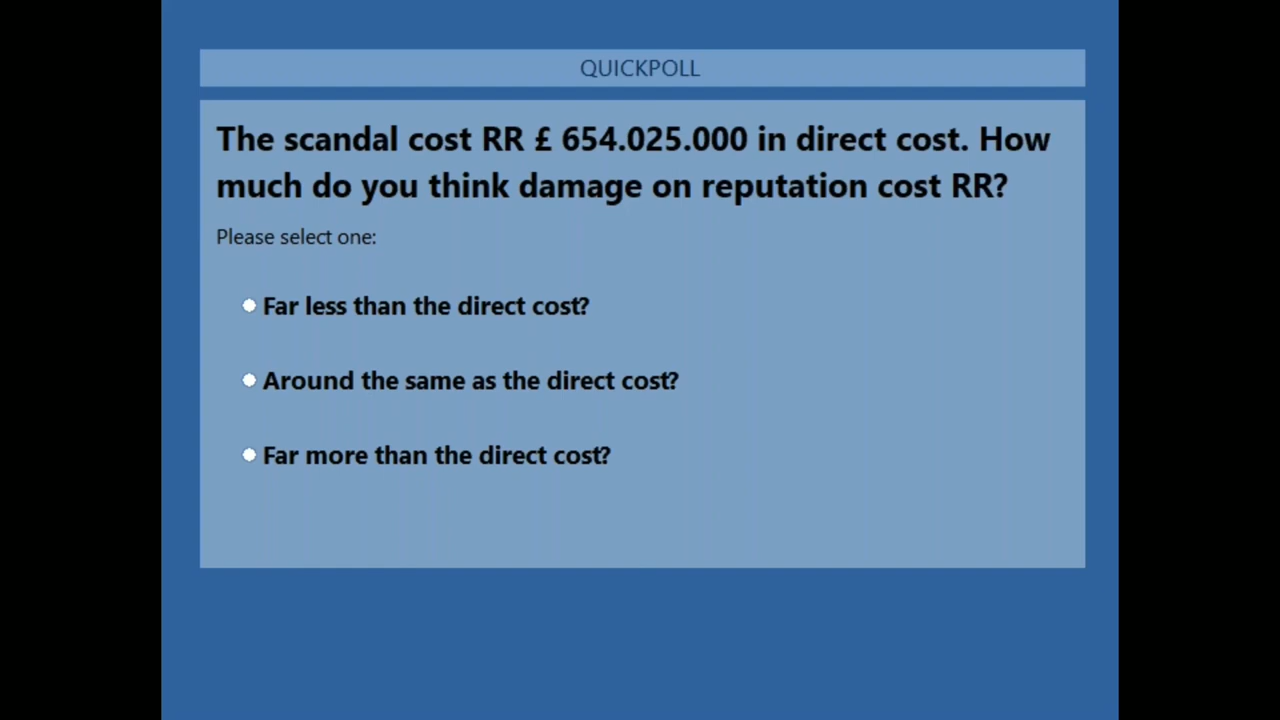 QUICKPOLL
The scandal cost RR £ 654.025.000 in direct cost. How
much do you think damage on reputation cost RR?
Please select one:
Far less than the direct cost?
Around the same as the direct cost?
Far more than the direct cost?